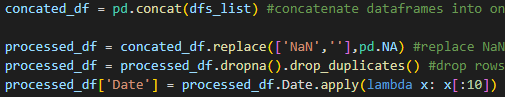 concated_df = pd.concat(dfs_list) #concatenate dataframes into on
processed_df = concated_df.replace(['NaN',''],pd.NA) #replace NaN
processed_df = processed_df.dropna().drop_duplicates() #drop rows
processed_df['Date'] = processed_df.Date.apply(lambda x: x[:10])